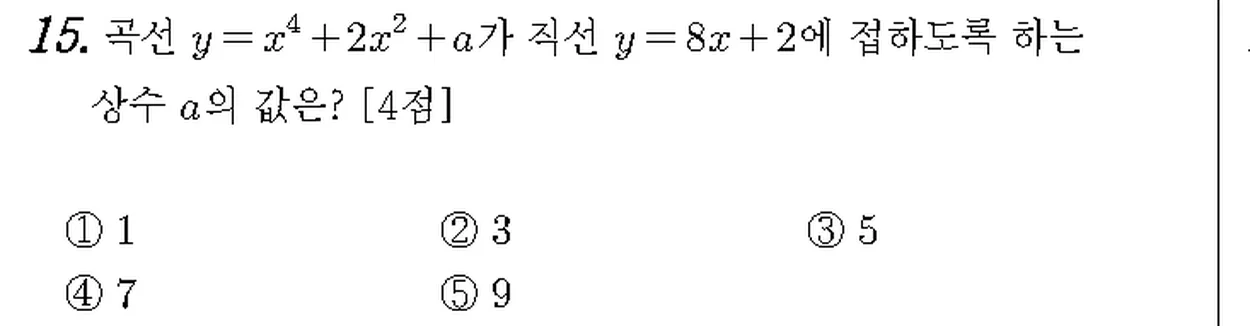 15. 곡선 y=x⁴+2x²+a가 직선 y=8x+2에 접하도록 하는
상수 a의 값은? [4점]
① 1 ② 3 ③ 5
④ 7 ⑤ 9